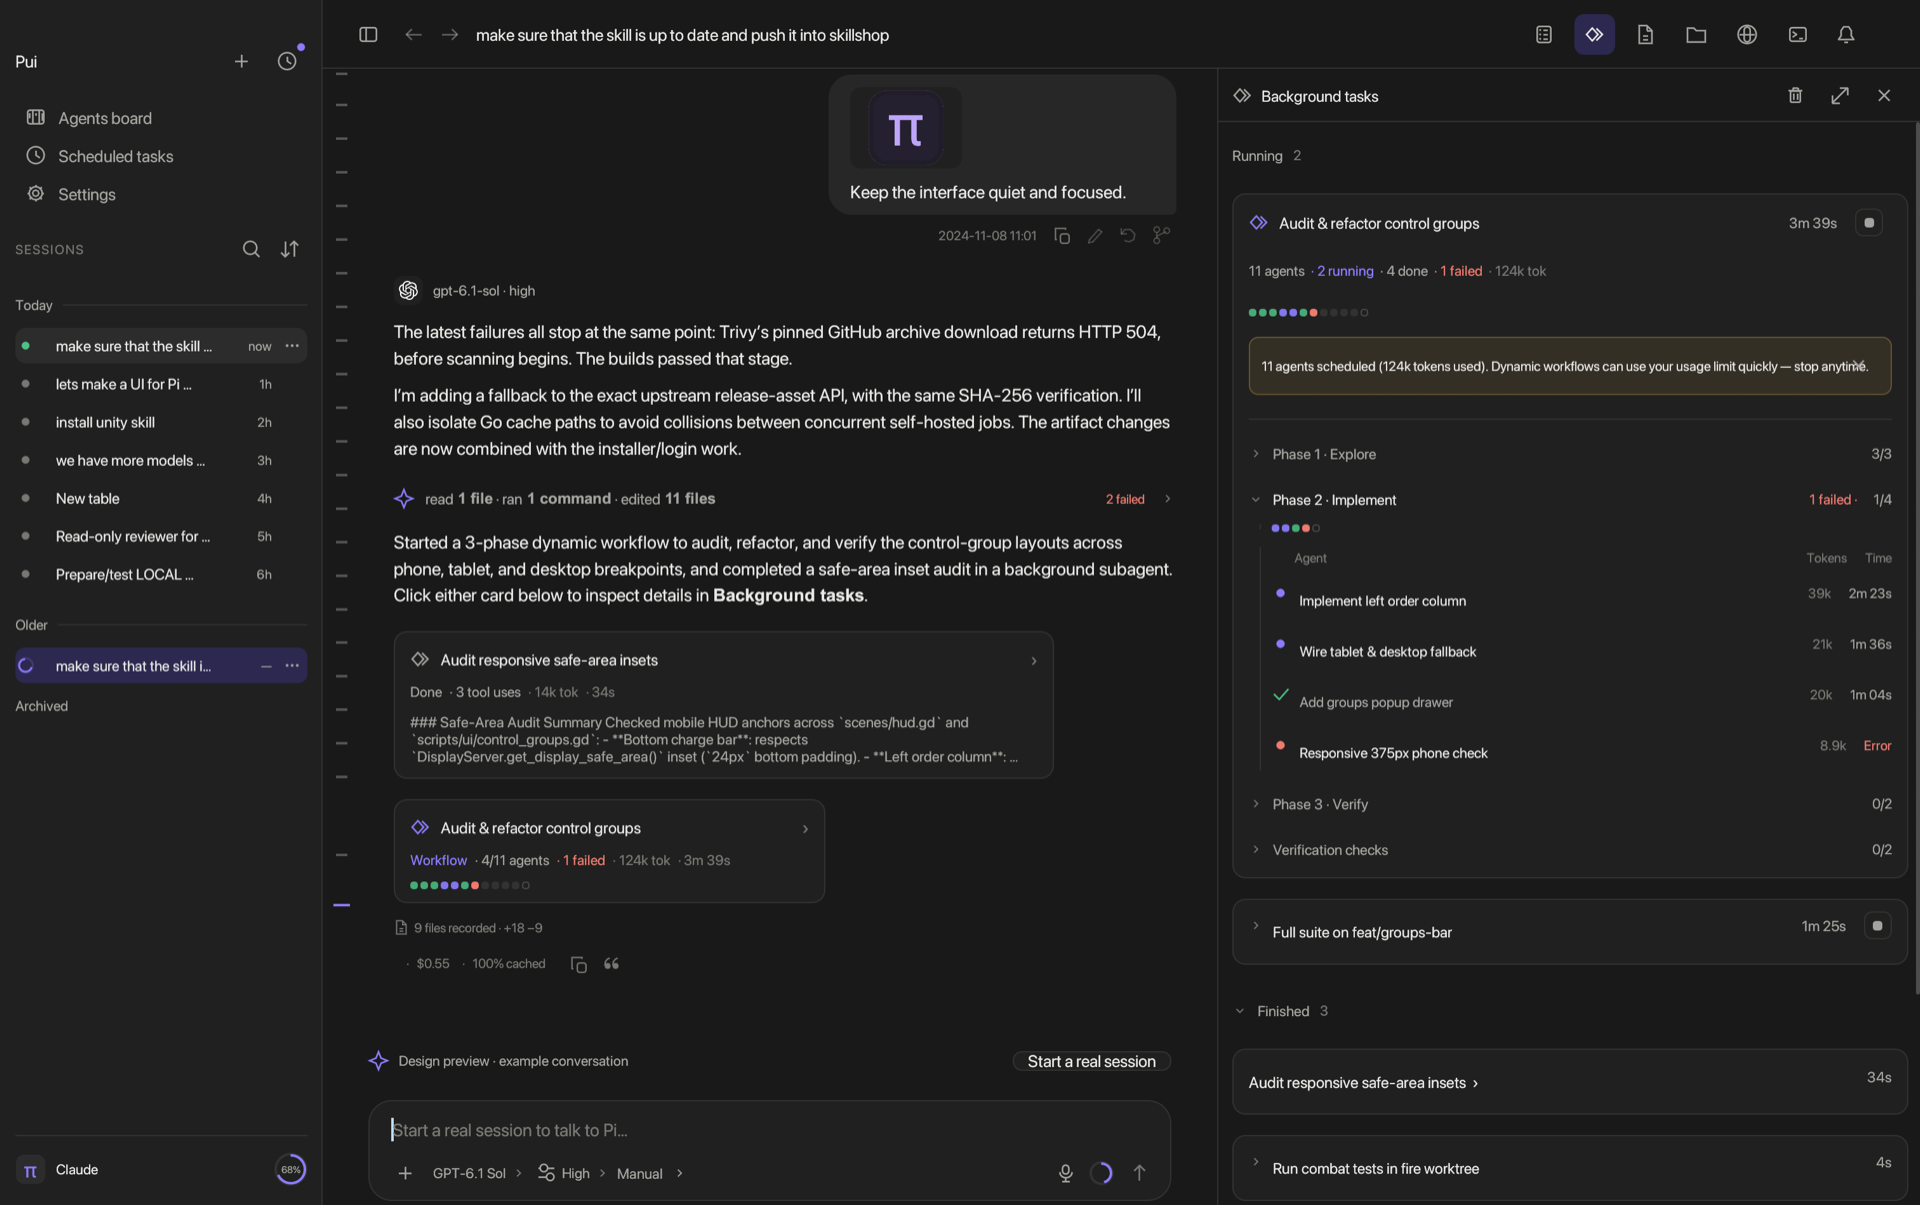 Pui
Agents board
Scheduled tasks
Settings
SESSIONS
Today
make sure that the skill ... now
lets make a UI for Pi ... 1h
install unity skill 2h
we have more models ... 3h
New table 4h
Read-only reviewer for ... 5h
Prepare/test LOCAL ... 6h
Older
make sure that the skill i...
Archived
π Claude 68%
make sure that the skill is up to date and push it into skillshop
π
Keep the interface quiet and focused.
2024-11-08 11:01
gpt-6.1-sol · high
The latest failures all stop at the same point: Trivy’s pinned GitHub archive download returns HTTP 504,
before scanning begins. The builds passed that stage.
I’m adding a fallback to the exact upstream release-asset API, with the same SHA-256 verification. I’ll
also isolate Go cache paths to avoid collisions between concurrent self-hosted jobs. The artifact changes
are now combined with the installer/login work.
read 1 file · ran 1 command · edited 11 files 2 failed
Started a 3-phase dynamic workflow to audit, refactor, and verify the control-group layouts across
phone, tablet, and desktop breakpoints, and completed a safe-area inset audit in a background subagent.
Click either card below to inspect details in Background tasks.
Audit responsive safe-area insets
Done · 3 tool uses · 14k tok · 34s
### Safe-Area Audit Summary Checked mobile HUD anchors across `scenes/hud.gd` and
`scripts/ui/control_groups.gd`: - **Bottom charge bar**: respects
`DisplayServer.get_display_safe_area()` inset (`24px` bottom padding). - **Left order column**: ...
Audit & refactor control groups
Workflow · 4/11 agents · 1 failed · 124k tok · 3m 39s
9 files recorded · +18 −9
· $0.55 · 100% cached
Design preview · example conversation
Start a real session
Start a real session to talk to Pi...
GPT-6.1 Sol High Manual
Background tasks
Running 2
Audit & refactor control groups 3m 39s
11 agents · 2 running · 4 done · 1 failed · 124k tok
11 agents scheduled (124k tokens used). Dynamic workflows can use your usage limit quickly — stop anytime.
Phase 1 · Explore 3/3
Phase 2 · Implement 1 failed · 1/4
Agent Tokens Time
Implement left order column 39k 2m 23s
Wire tablet & desktop fallback 21k 1m 36s
Add groups popup drawer 20k 1m 04s
Responsive 375px phone check 8.9k Error
Phase 3 · Verify 0/2
Verification checks 0/2
Full suite on feat/groups-bar 1m 25s
Finished 3
Audit responsive safe-area insets › 34s
Run combat tests in fire worktree 4s